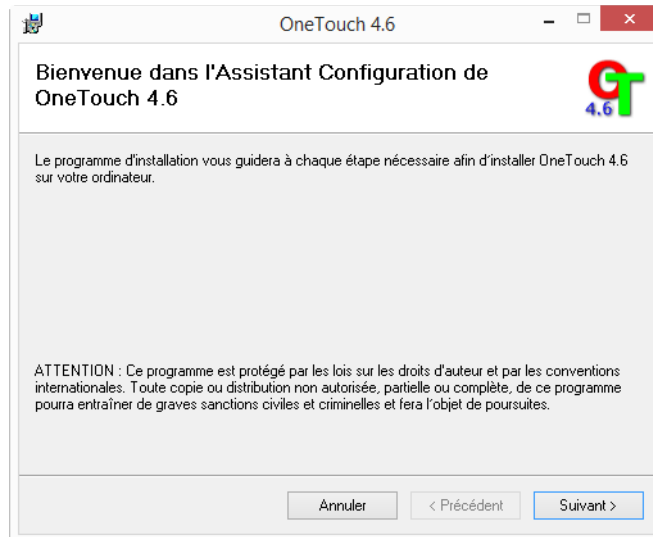 OneTouch 4.6
Bienvenue dans l'Assistant Configuration de
OneTouch 4.6
OT
4.6
Le programme d'installation vous guidera à chaque étape nécessaire afin d´installer OneTouch 4.6
sur votre ordinateur.
ATTENTION : Ce programme est protégé par les lois sur les droits d'auteur et par les conventions
internationales. Toute copie ou distribution non autorisée, partielle ou complète, de ce programme
pourra entraîner de graves sanctions civiles et criminelles et fera l´objet de poursuites.
Annuler
< Précédent
Suivant >